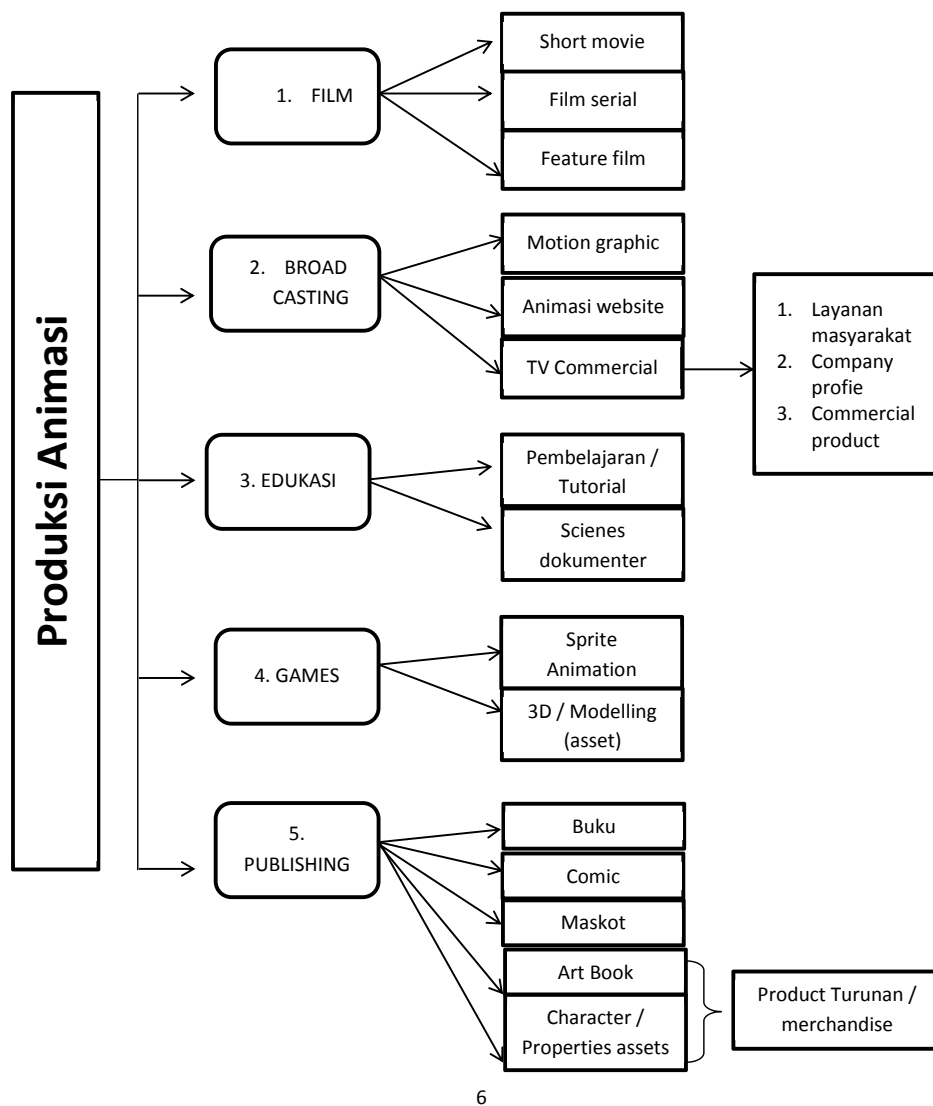 Produksi Animasi
1. FILM
Short movie
Film serial
Feature film
2. BROAD
CASTING
Motion graphic
Animasi website
TV Commercial
1. Layanan
masyarakat
2. Company
profie
3. Commercial
product
3. EDUKASI
Pembelajaran /
Tutorial
Scienes
dokumenter
4. GAMES
Sprite
Animation
3D / Modelling
(asset)
5.
PUBLISHING
Buku
Comic
Maskot
Art Book
Character /
Properties assets
Product Turunan /
merchandise
6